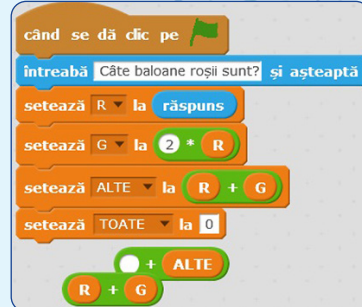 când se dă clic pe
întreabă Câte baloane roșii sunt? și așteaptă
setează R la răspuns
setează G la 2 * R
setează ALTE la R + G
setează TOATE la 0
+ ALTE
R + G